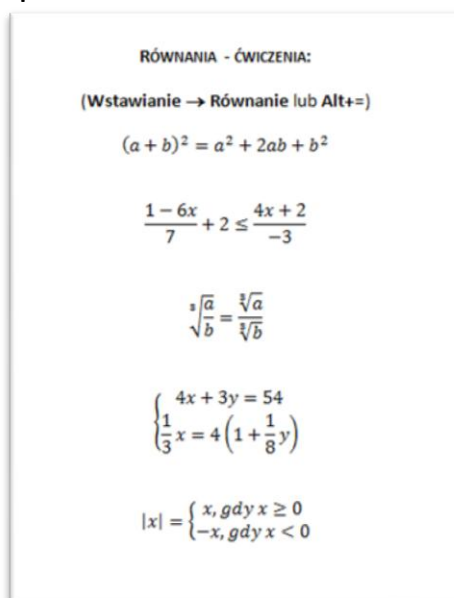 RÓWNANIA - ĆWICZENIA:
(Wstawianie → Równanie lub Alt+=)
(a + b)² = a² + 2ab + b²
(1 − 6x)/7 + 2 ≤ (4x + 2)/−3
∛(a/b) = ∛a/∛b
{ 4x + 3y = 54
1/3 x = 4(1 + 1/8 y)
|x| = { x, gdy x ≥ 0
−x, gdy x < 0